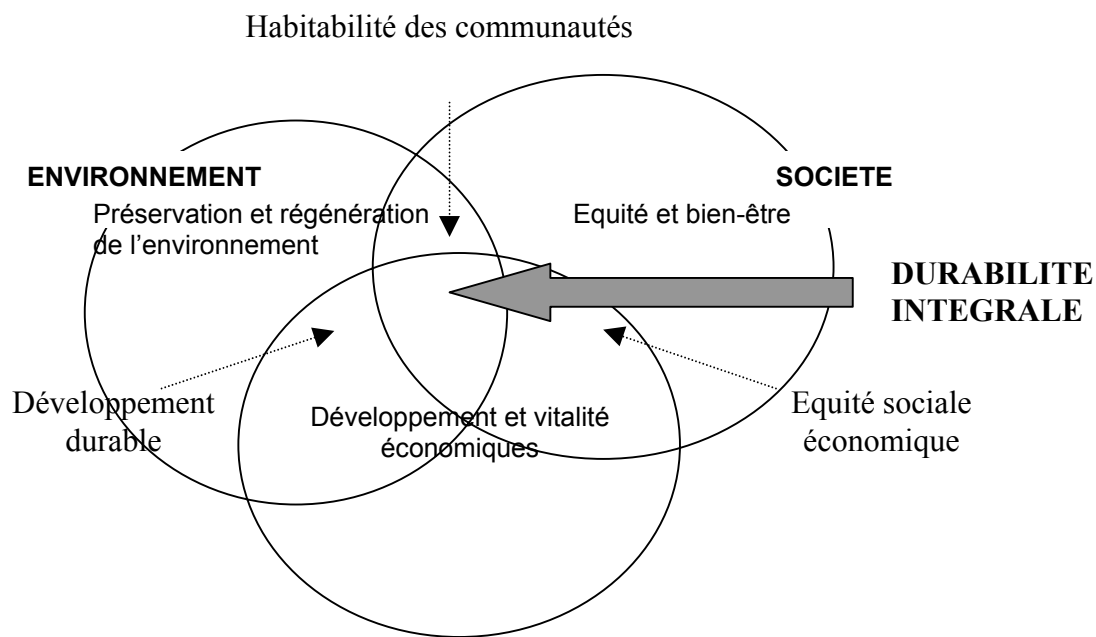 Habitabilité des communautés
ENVIRONNEMENT
Préservation et régénération
de l'environnement
SOCIETE
Equité et bien-être
DURABILITE
INTEGRALE
Développement
durable
Développement et vitalité
économiques
Equité sociale
économique